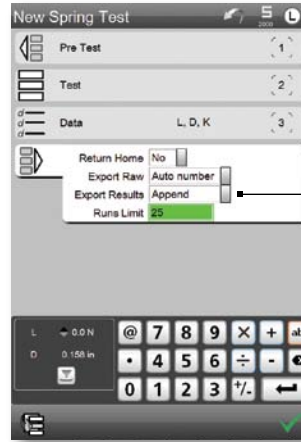 New Spring Test 5 L
2000
Pre Test 1
Test 2
d Data L, D, K 3
Return Home No
Export Raw Auto number
Export Results Append
Runs Limit 25
L 0.0 N @ 7 8 9 × +
D 0.158 in • 4 5 6 ÷ -
0 1 2 3 +/-